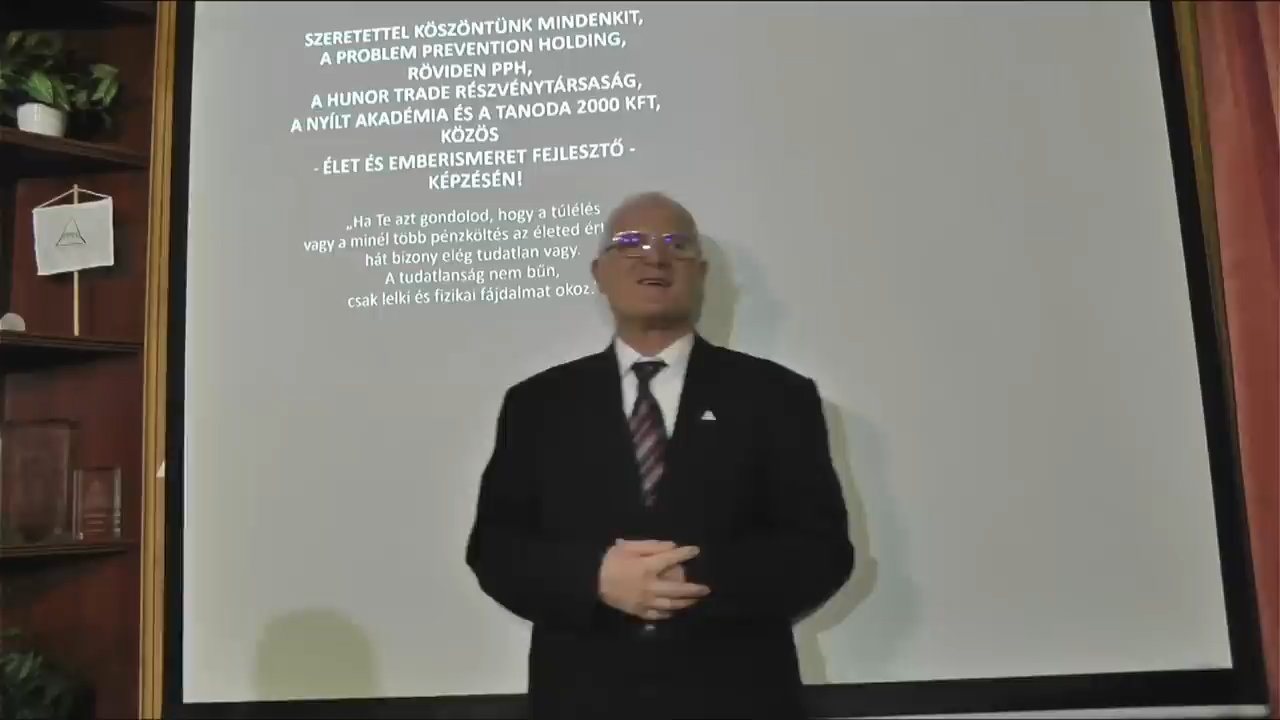 SZERETETTEL KÖSZÖNTÜNK MINDENKIT,
A PROBLEM PREVENTION HOLDING,
RÖVIDEN PPH,
A HUNOR TRADE RÉSZVÉNYTÁRSASÁG,
A NYÍLT AKADÉMIA ÉS A TANODA 2000 KFT,
KÖZÖS
- ÉLET ÉS EMBERISMERET FEJLESZTŐ -
KÉPZÉSÉN!
„Ha Te azt gondolod, hogy a túlélés
vagy a minél több pénzköltés az életed
hát bizony elég tudatlan vagy.
A tudatlanság nem bűn,
csak lelki és fizikai fájdalmat okoz.